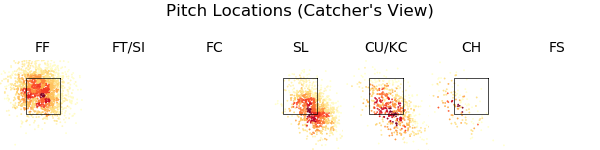 Pitch Locations (Catcher's View)
FF FT/SI FC SL CU/KC CH FS